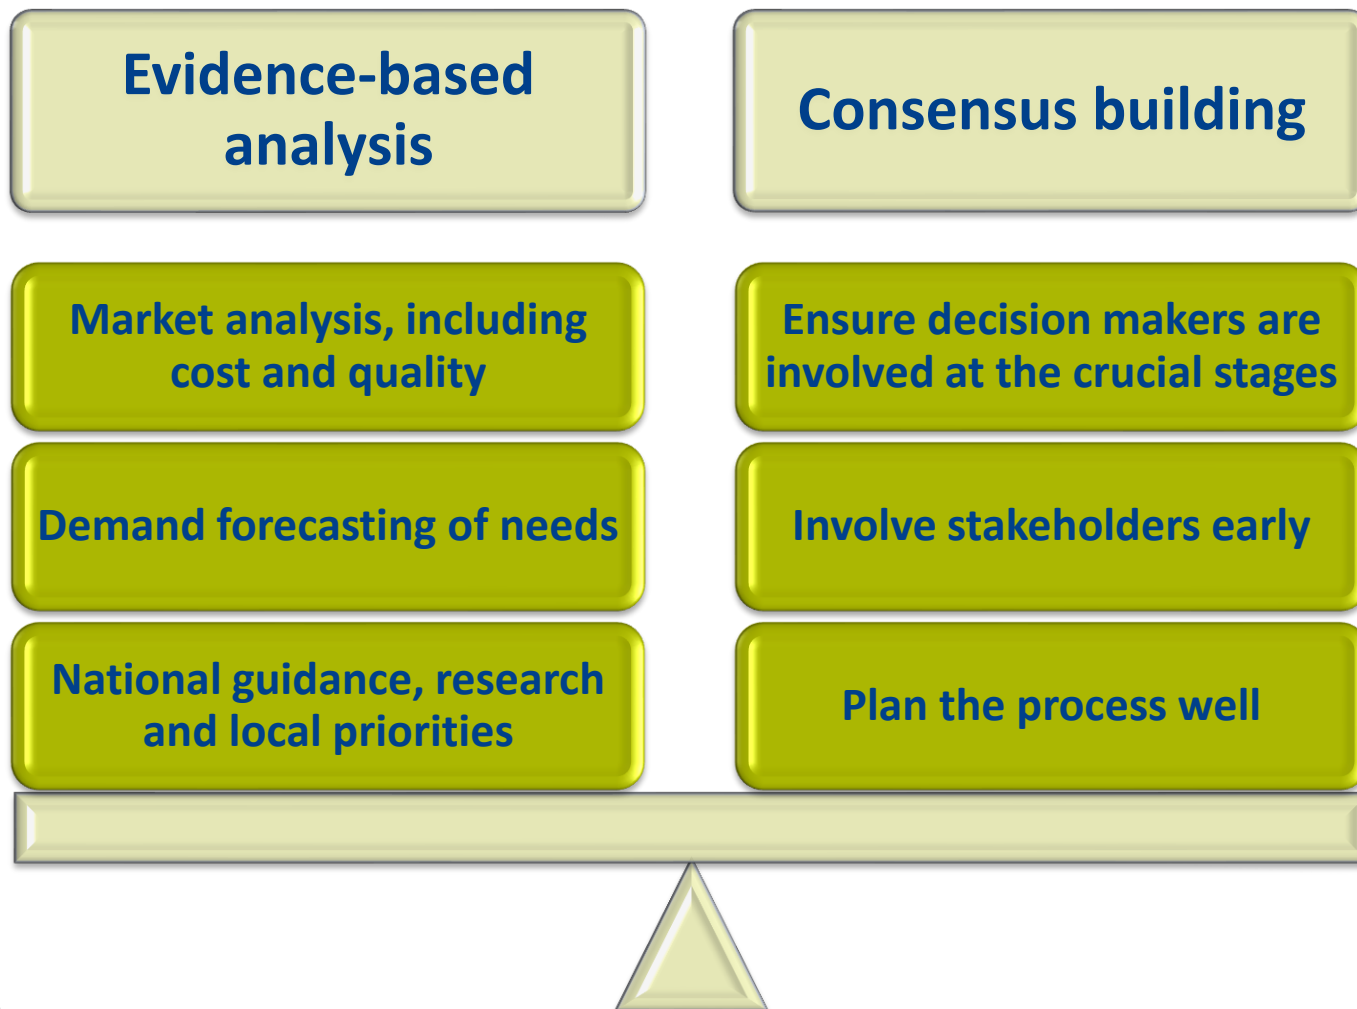 Evidence-based
analysis
Consensus building
Market analysis, including
cost and quality
Ensure decision makers are
involved at the crucial stages
Demand forecasting of needs
Involve stakeholders early
National guidance, research
and local priorities
Plan the process well